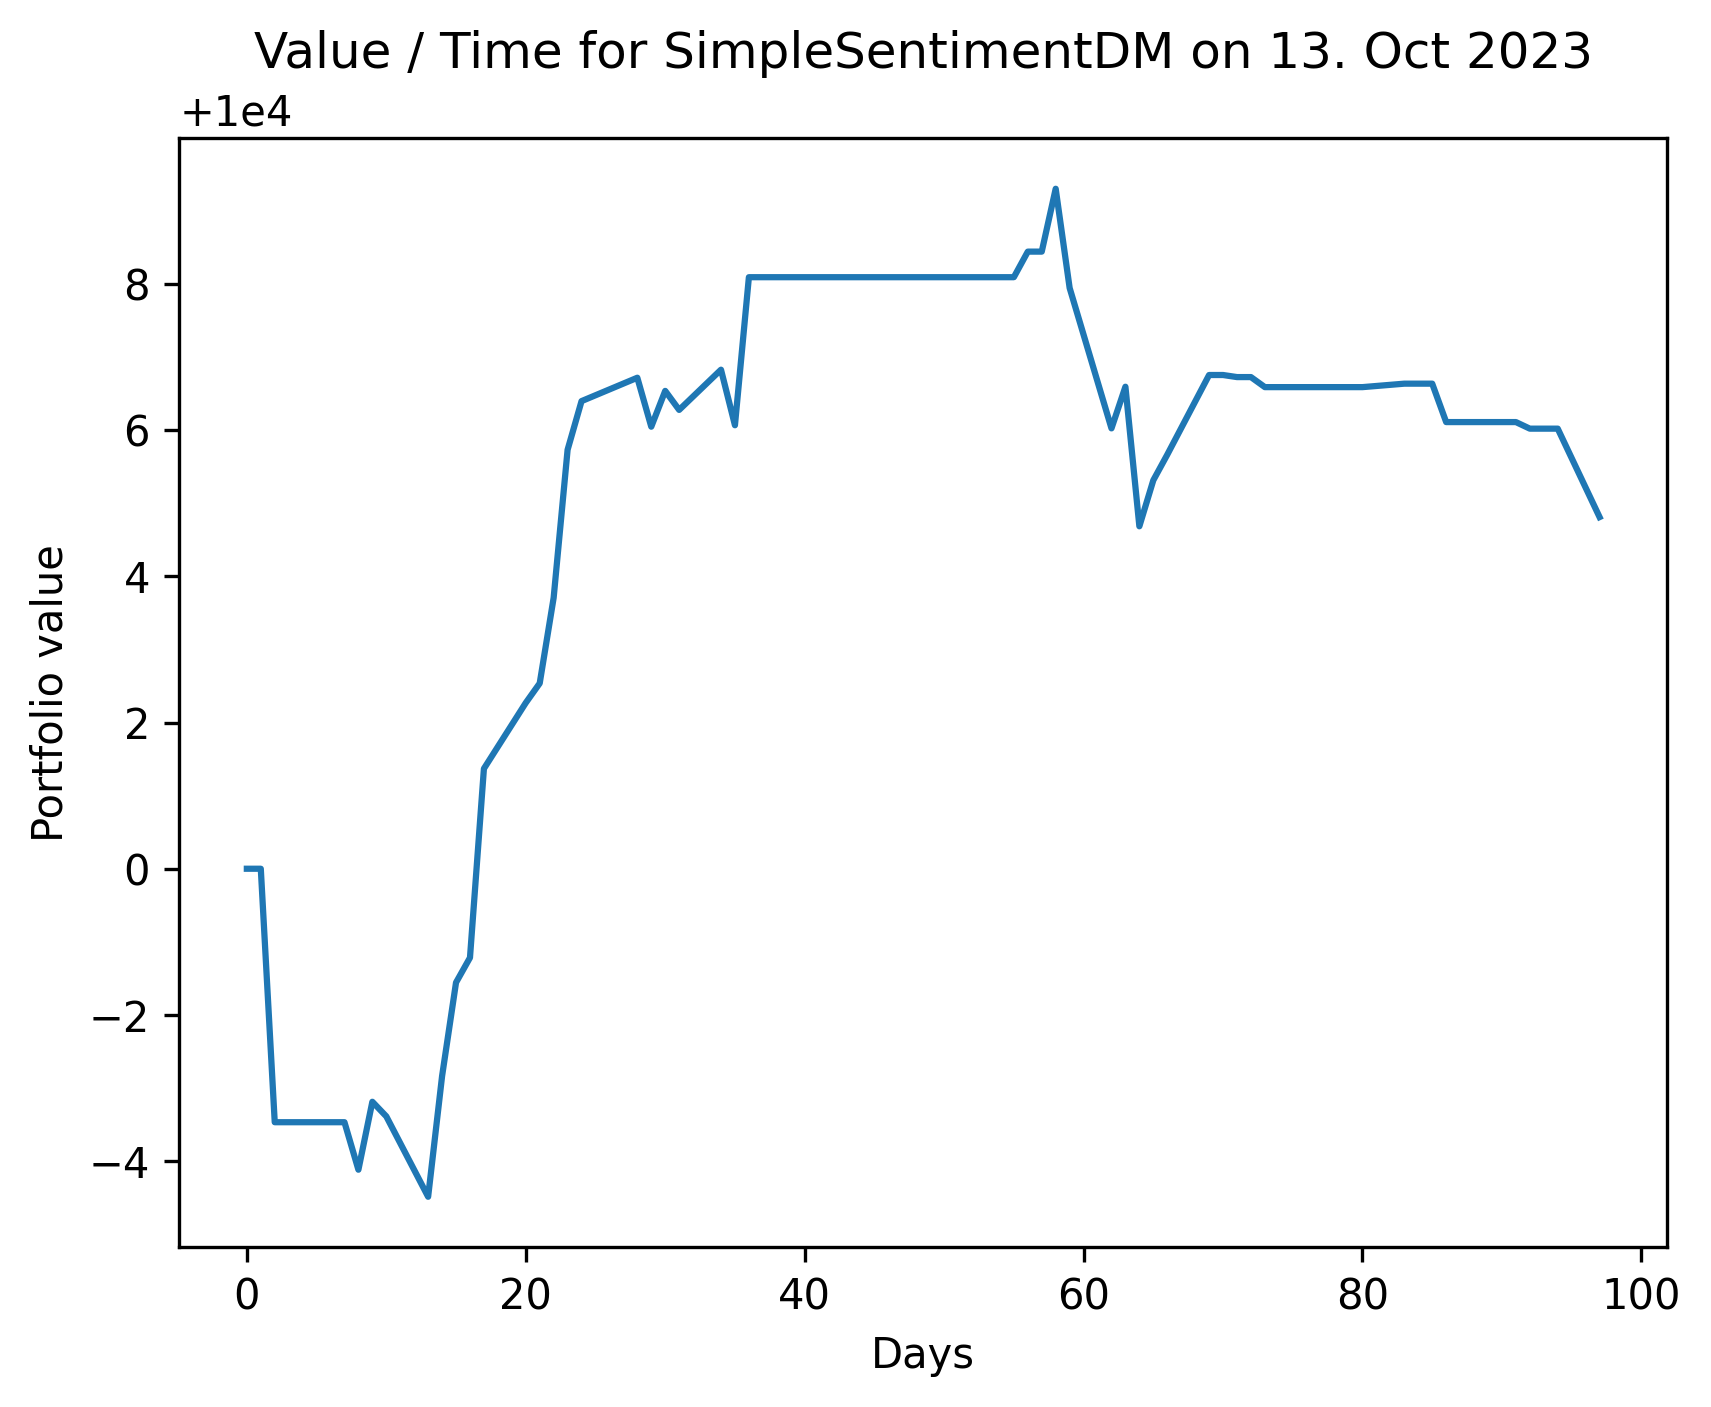 Value / Time for SimpleSentimentDM on 13. Oct 2023
+1e4
8
6
4
2
0
−2
−4
Portfolio value
0 20 40 60 80 100
Days